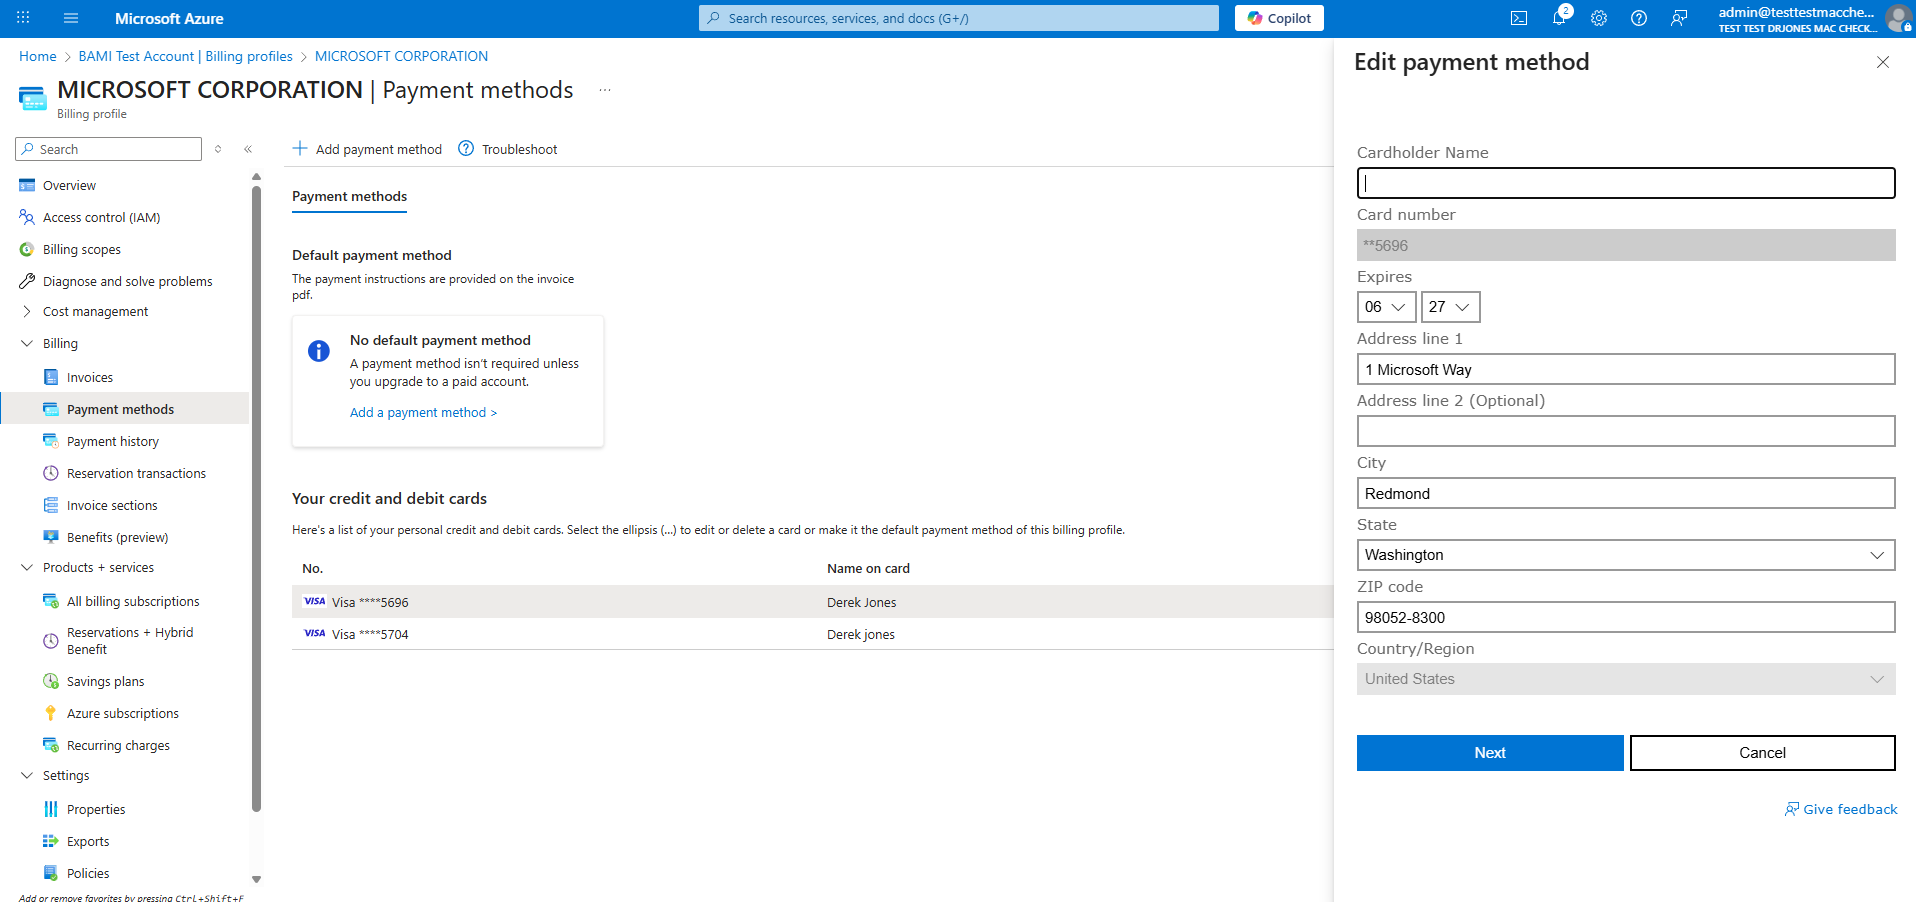 Microsoft Azure
Search resources, services, and docs (G+/)
Copilot
2
admin@testtestmacche...
TEST TEST DRJONES MAC CHECK...
Home > BAMI Test Account | Billing profiles > MICROSOFT CORPORATION
MICROSOFT CORPORATION | Payment methods ...
Billing profile
Search
Overview
Access control (IAM)
Billing scopes
Diagnose and solve problems
Cost management
Billing
Invoices
Payment methods
Payment history
Reservation transactions
Invoice sections
Benefits (preview)
Products + services
All billing subscriptions
Reservations + Hybrid
Benefit
Savings plans
Azure subscriptions
Recurring charges
Settings
Properties
Exports
Policies
Add or remove favorites by pressing Ctrl+Shift+F
Add payment method
Troubleshoot
Payment methods
Default payment method
The payment instructions are provided on the invoice
pdf.
No default payment method
A payment method isn't required unless
you upgrade to a paid account.
Add a payment method >
Your credit and debit cards
Here's a list of your personal credit and debit cards. Select the ellipsis (...) to edit or delete a card or make it the default payment method of this billing profile.
No. Name on card
VISA Visa ****5696 Derek Jones
VISA Visa ****5704 Derek jones
Edit payment method
Cardholder Name
Card number
**5696
Expires
06 27
Address line 1
1 Microsoft Way
Address line 2 (Optional)
City
Redmond
State
Washington
ZIP code
98052-8300
Country/Region
United States
Next Cancel
Give feedback